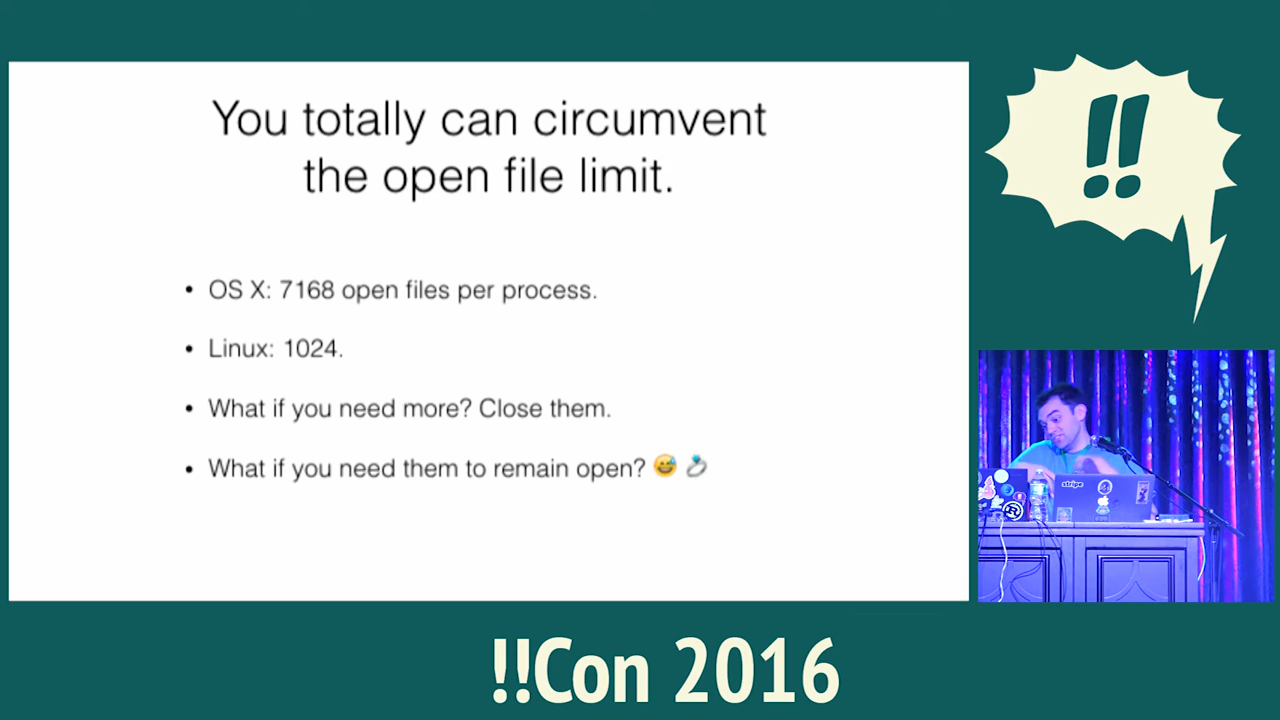 You totally can circumvent
the open file limit.
• OS X: 7168 open files per process.
• Linux: 1024.
• What if you need more? Close them.
• What if you need them to remain open? 😅 💍
!!
stripe
!!Con 2016